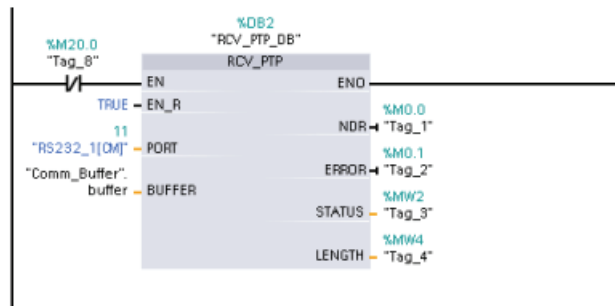 %DB2
"RCV_PTP_DB"
%M20.0
"Tag_8"
RCV_PTP
EN
ENO
TRUE
EN_R
%M0.0
NDR
"Tag_1"
11
"RS232_1[CM]"
PORT
%M0.1
ERROR
"Tag_2"
"Comm_Buffer".
buffer
BUFFER
%MW2
STATUS
"Tag_3"
%MW4
LENGTH
"Tag_4"